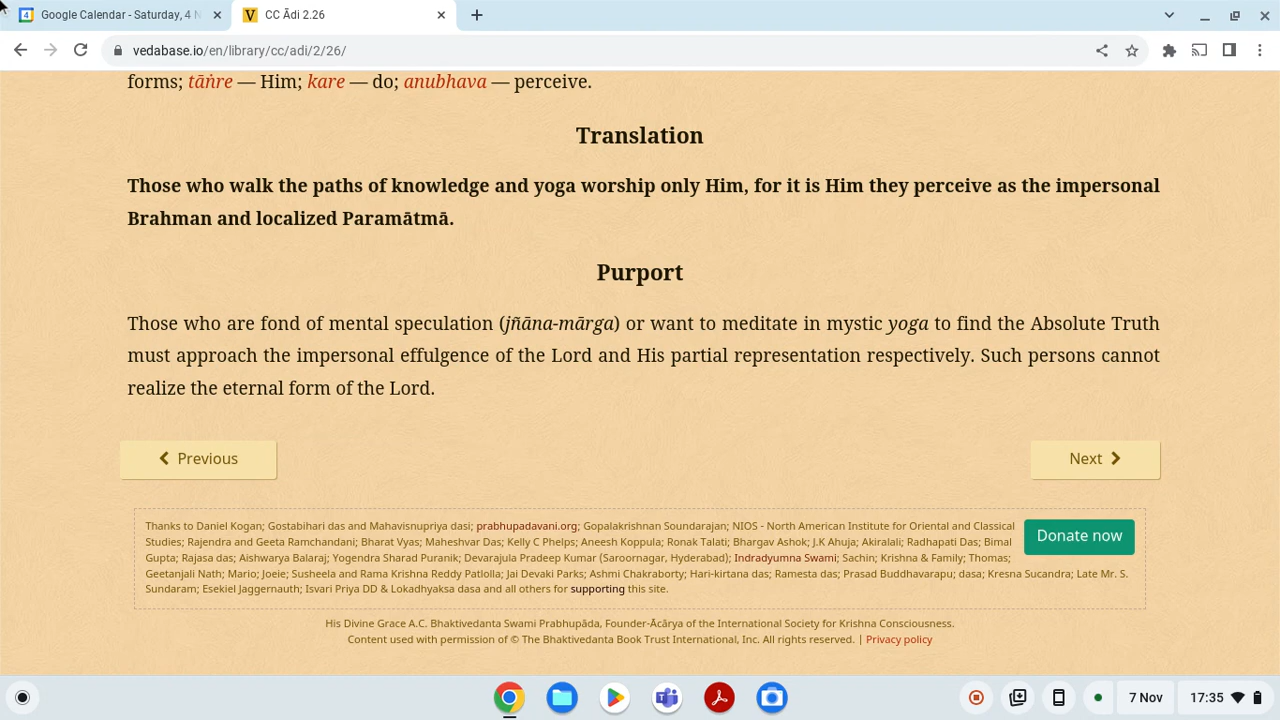 Google Calendar - Saturday, 4 N
CC Ādi 2.26
vedabase.io/en/library/cc/adi/2/26/
forms; tāṅre — Him; kare — do; anubhava — perceive.
Translation
Those who walk the paths of knowledge and yoga worship only Him, for it is Him they perceive as the impersonal
Brahman and localized Paramātmā.
Purport
Those who are fond of mental speculation (jñāna-mārga) or want to meditate in mystic yoga to find the Absolute Truth
must approach the impersonal effulgence of the Lord and His partial representation respectively. Such persons cannot
realize the eternal form of the Lord.
Previous
Next
Thanks to Daniel Kogan; Gostabihari das and Mahavisnupriya dasi; prabhupadavani.org; Gopalakrishnan Soundarajan; NIOS - North American Institute for Oriental and Classical
Studies; Rajendra and Geeta Ramchandani; Bharat Vyas; Maheshvar Das; Kelly C Phelps; Aneesh Koppula; Ronak Talati; Bhargav Ashok; J.K Ahuja; Akiralali; Radhapati Das; Bimal
Gupta; Rajasa das; Aishwarya Balaraj; Yogendra Sharad Puranik; Devarajula Pradeep Kumar (Saroornagar, Hyderabad); Indradyumna Swami; Sachin; Krishna & Family; Thomas;
Geetanjali Nath; Mario; Joeie; Susheela and Rama Krishna Reddy Patlolla; Jai Devaki Parks; Ashmi Chakraborty; Hari-kirtana das; Ramesta das; Prasad Buddhavarapu; dasa; Kresna Sucandra; Late Mr. S.
Sundaram; Esekiel Jaggernauth; Isvari Priya DD & Lokadhyaksa dasa and all others for supporting this site.
Donate now
His Divine Grace A.C. Bhaktivedanta Swami Prabhupāda, Founder-Ācārya of the International Society for Krishna Consciousness.
Content used with permission of © The Bhaktivedanta Book Trust International, Inc. All rights reserved. | Privacy policy
7 Nov
17:35